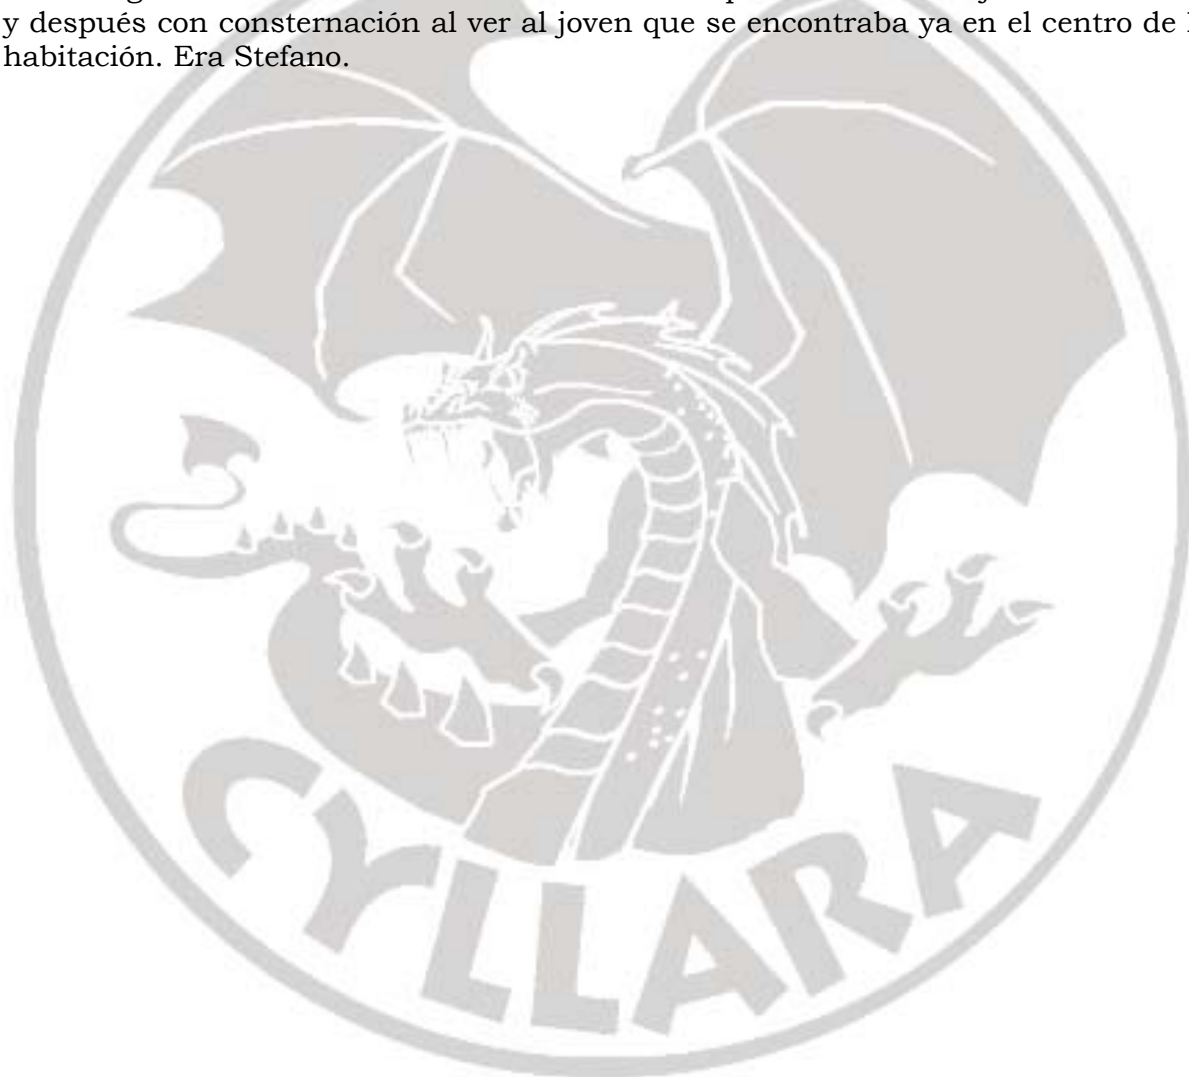 y después con consternación al ver al joven que se encontraba ya en el centro de
habitación. Era Stefano.
CYLLARA